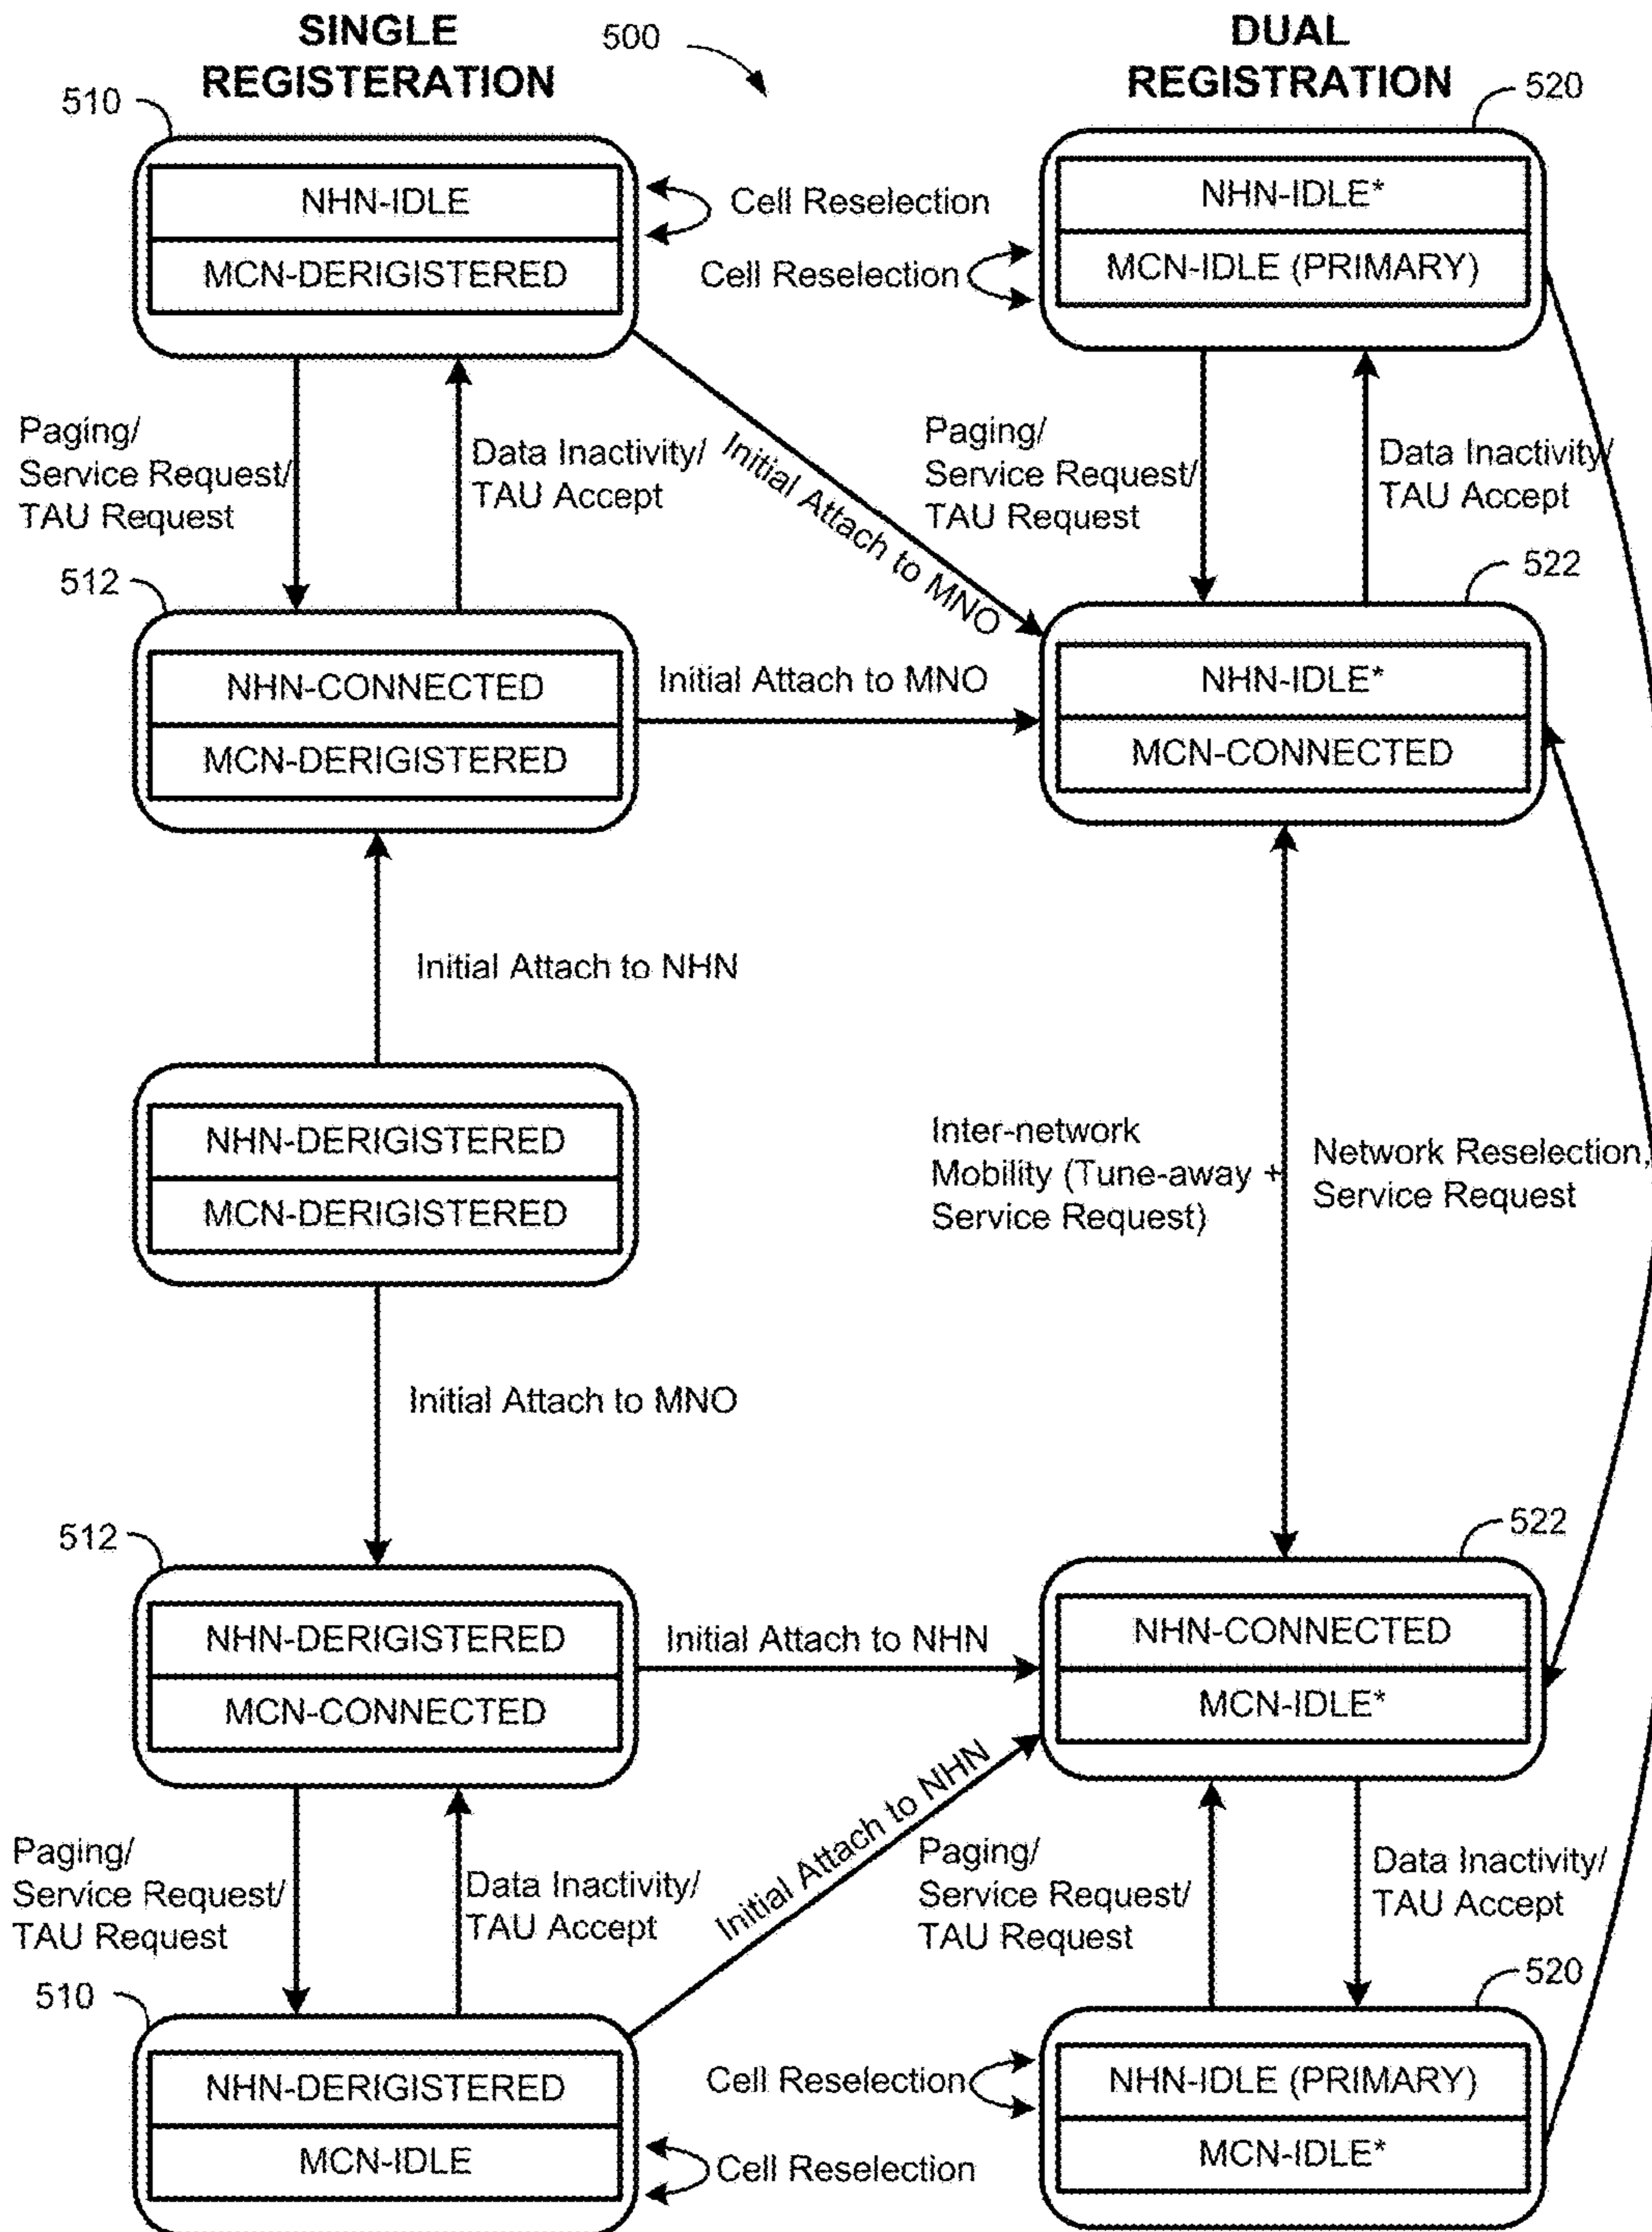 SINGLE
REGISTERATION
500
DUAL
REGISTRATION
510
520
NHN-IDLE
MCN-DERIGISTERED
Cell Reselection
Cell Reselection
NHN-IDLE*
MCN-IDLE (PRIMARY)
Paging/
Service Request/
TAU Request
Data Inactivity/
TAU Accept
Initial Attach to MNO
Paging/
Service Request/
TAU Request
Data Inactivity/
TAU Accept
512
522
NHN-CONNECTED
MCN-DERIGISTERED
Initial Attach to MNO
NHN-IDLE*
MCN-CONNECTED
Initial Attach to NHN
NHN-DERIGISTERED
MCN-DERIGISTERED
Inter-network
Mobility (Tune-away +
Service Request)
Network Reselection,
Service Request
Initial Attach to MNO
512
522
NHN-DERIGISTERED
MCN-CONNECTED
Initial Attach to NHN
NHN-CONNECTED
MCN-IDLE*
Paging/
Service Request/
TAU Request
Data Inactivity/
TAU Accept
Initial Attach to NHN
Paging/
Service Request/
TAU Request
Data Inactivity/
TAU Accept
510
520
NHN-DERIGISTERED
MCN-IDLE
Cell Reselection
Cell Reselection
NHN-IDLE (PRIMARY)
MCN-IDLE*